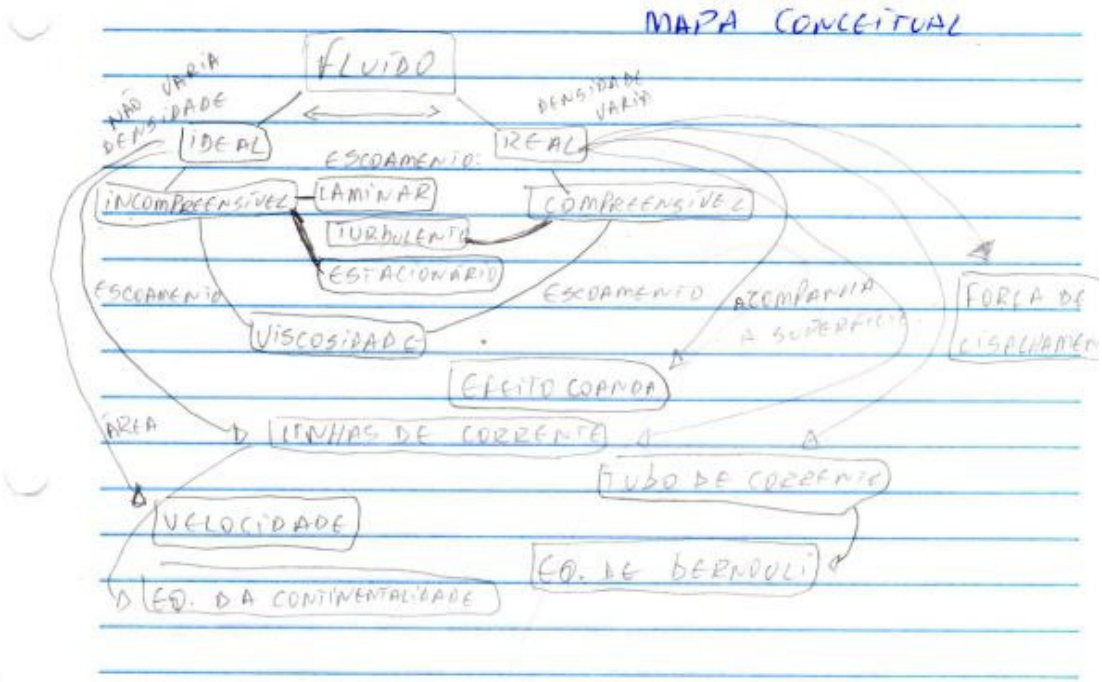 MAPA CONCEITUAL
FLUÍDO
NÃO VARIA
DENSIDADE
DENSIDADE
VARIA
IDEAL
REAL
ESCOAMENTO:
INCOMPREENSÍVEL
LAMINAR
COMPREENSÍVEL
TURBULENTO
ESTACIONÁRIO
ESCOAMENTO
ESCOAMENTO
ACOMPANHA
A SUPERFICIE
FORÇA DE
CISALHAMEN
VISCOSIDADE
EFEITO COANDA
ÁREA
LINHAS DE CORRENTE
TUBO DE CORRENTE
VELOCIDADE
EQ. DE BERNOULI
EQ. DA CONTINENTALIDADE